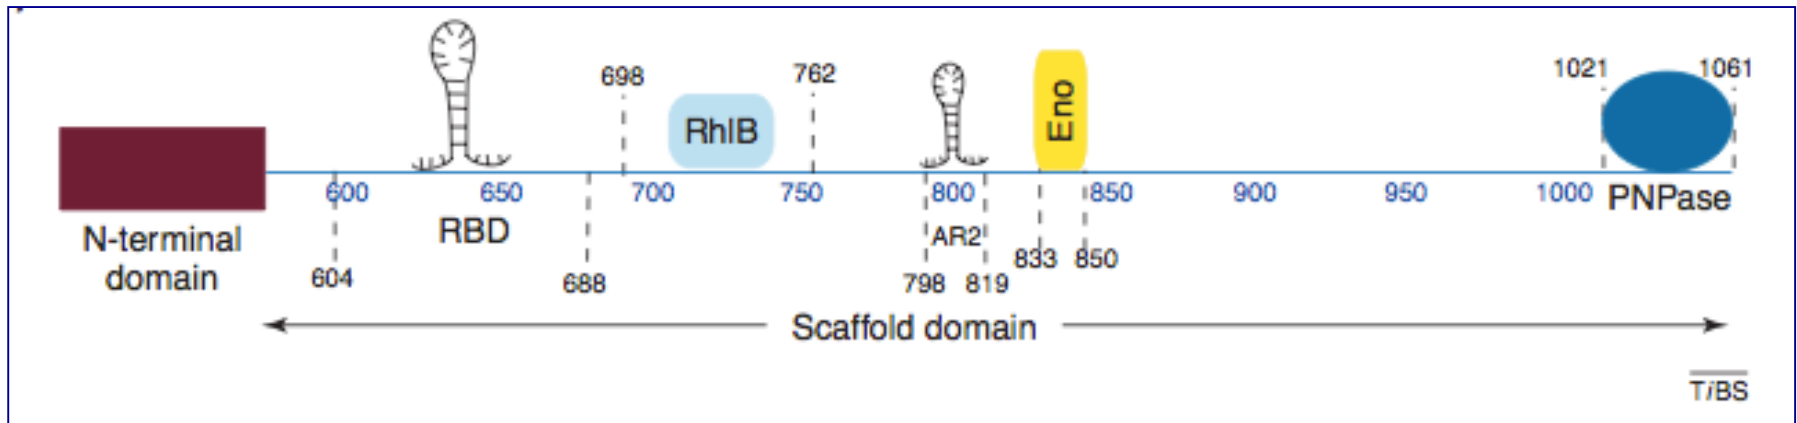 698
762
1021
1061
RhlB
Eno
600
650
700
750
800
850
900
950
1000
PNPase
N-terminal
domain
RBD
AR2
604
688
798
819
833
850
Scaffold domain
TiBS